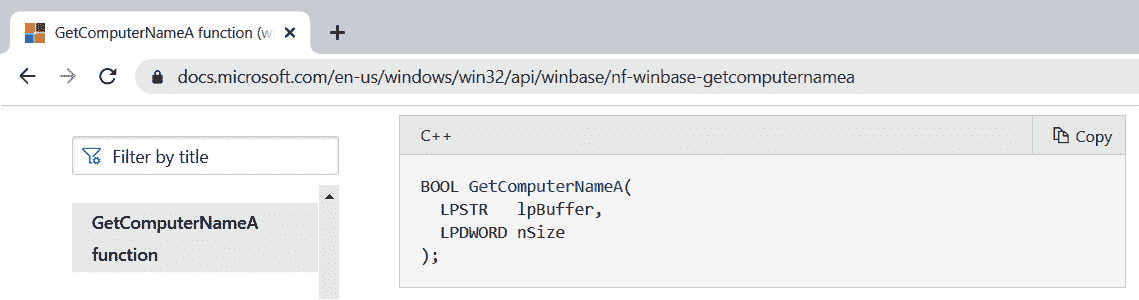 GetComputerNameA function (wi
docs.microsoft.com/en-us/windows/win32/api/winbase/nf-winbase-getcomputernamea
Filter by title
GetComputerNameA
function
C++
Copy
BOOL GetComputerNameA(
  LPSTR   lpBuffer,
  LPDWORD nSize
);